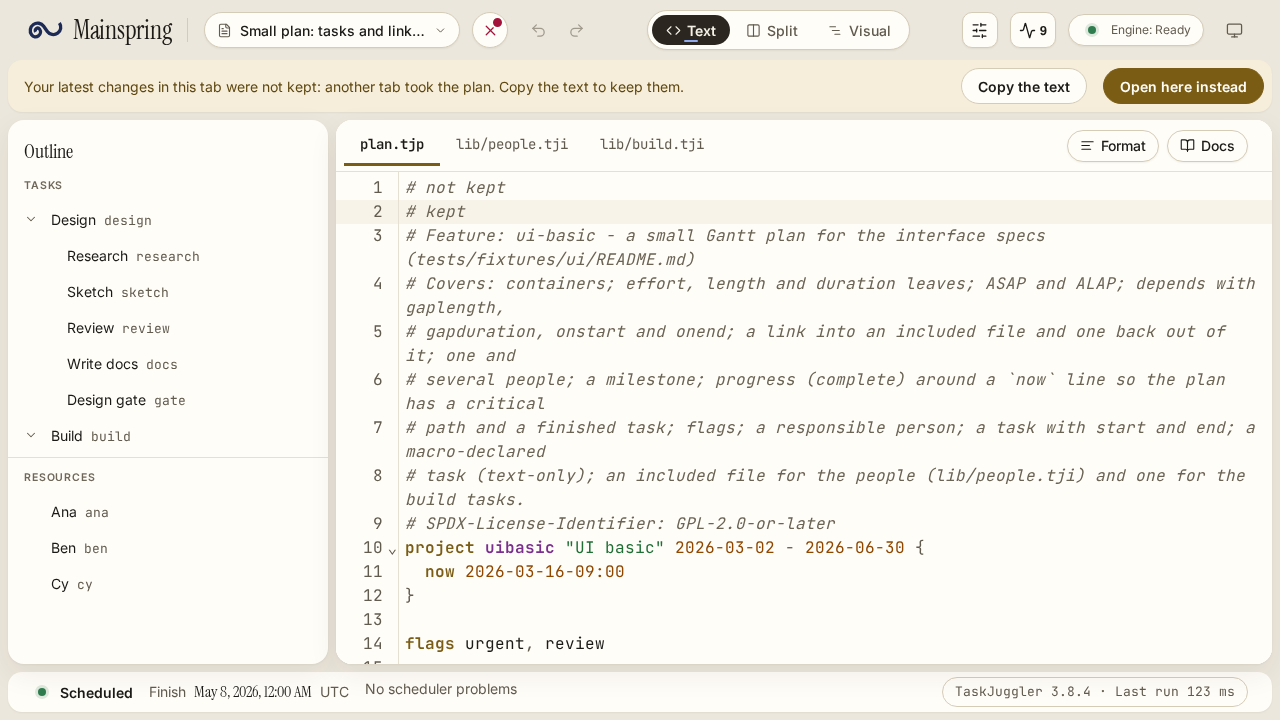 Mainspring
Small plan: tasks and link...
Text
Split
Visual
9
Engine: Ready
Your latest changes in this tab were not kept: another tab took the plan. Copy the text to keep them.
Copy the text
Open here instead
Outline
TASKS
Design design
Research research
Sketch sketch
Review review
Write docs docs
Design gate gate
Build build
RESOURCES
Ana ana
Ben ben
Cy cy
plan.tjp
lib/people.tji
lib/build.tji
Format
Docs
1 # not kept
2 # kept
3 # Feature: ui-basic - a small Gantt plan for the interface specs
(tests/fixtures/ui/README.md)
4 # Covers: containers; effort, length and duration leaves; ASAP and ALAP; depends with
gaplength,
5 # gapduration, onstart and onend; a link into an included file and one back out of
it; one and
6 # several people; a milestone; progress (complete) around a `now` line so the plan
has a critical
7 # path and a finished task; flags; a responsible person; a task with start and end; a
macro-declared
8 # task (text-only); an included file for the people (lib/people.tji) and one for the
build tasks.
9 # SPDX-License-Identifier: GPL-2.0-or-later
10 project uibasic "UI basic" 2026-03-02 - 2026-06-30 {
11 now 2026-03-16-09:00
12 }
13
14 flags urgent, review
Scheduled
Finish May 8, 2026, 12:00 AM UTC
No scheduler problems
TaskJuggler 3.8.4 · Last run 123 ms